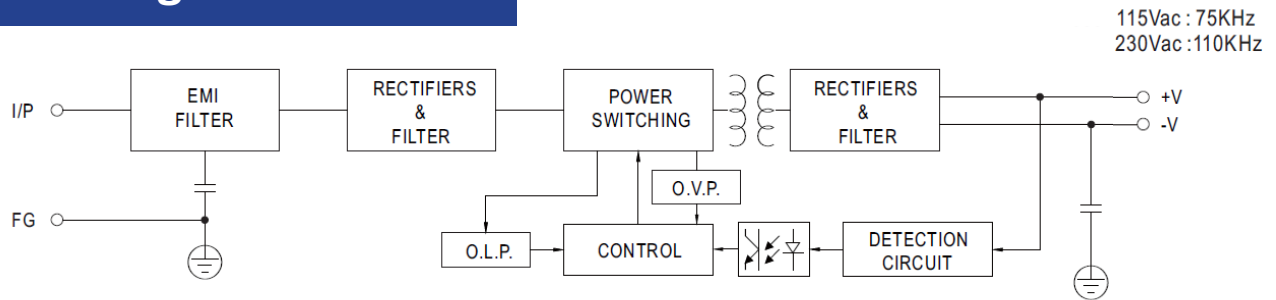 115Vac : 75KHz
230Vac :110KHz
I/P
EMI
FILTER
RECTIFIERS
&
FILTER
POWER
SWITCHING
RECTIFIERS
&
FILTER
+V
-V
O.V.P.
FG
O.L.P.
CONTROL
DETECTION
CIRCUIT